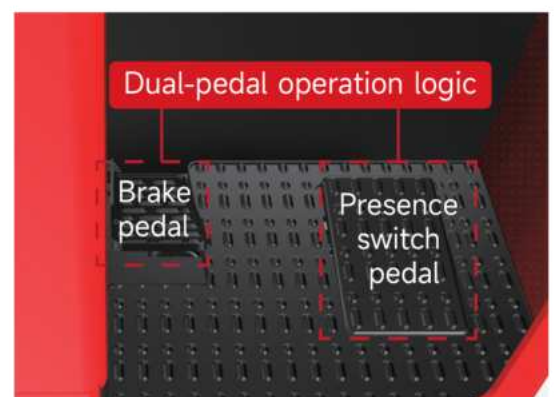 Dual-pedal operation logic
Brake
pedal
Presence
switch
pedal